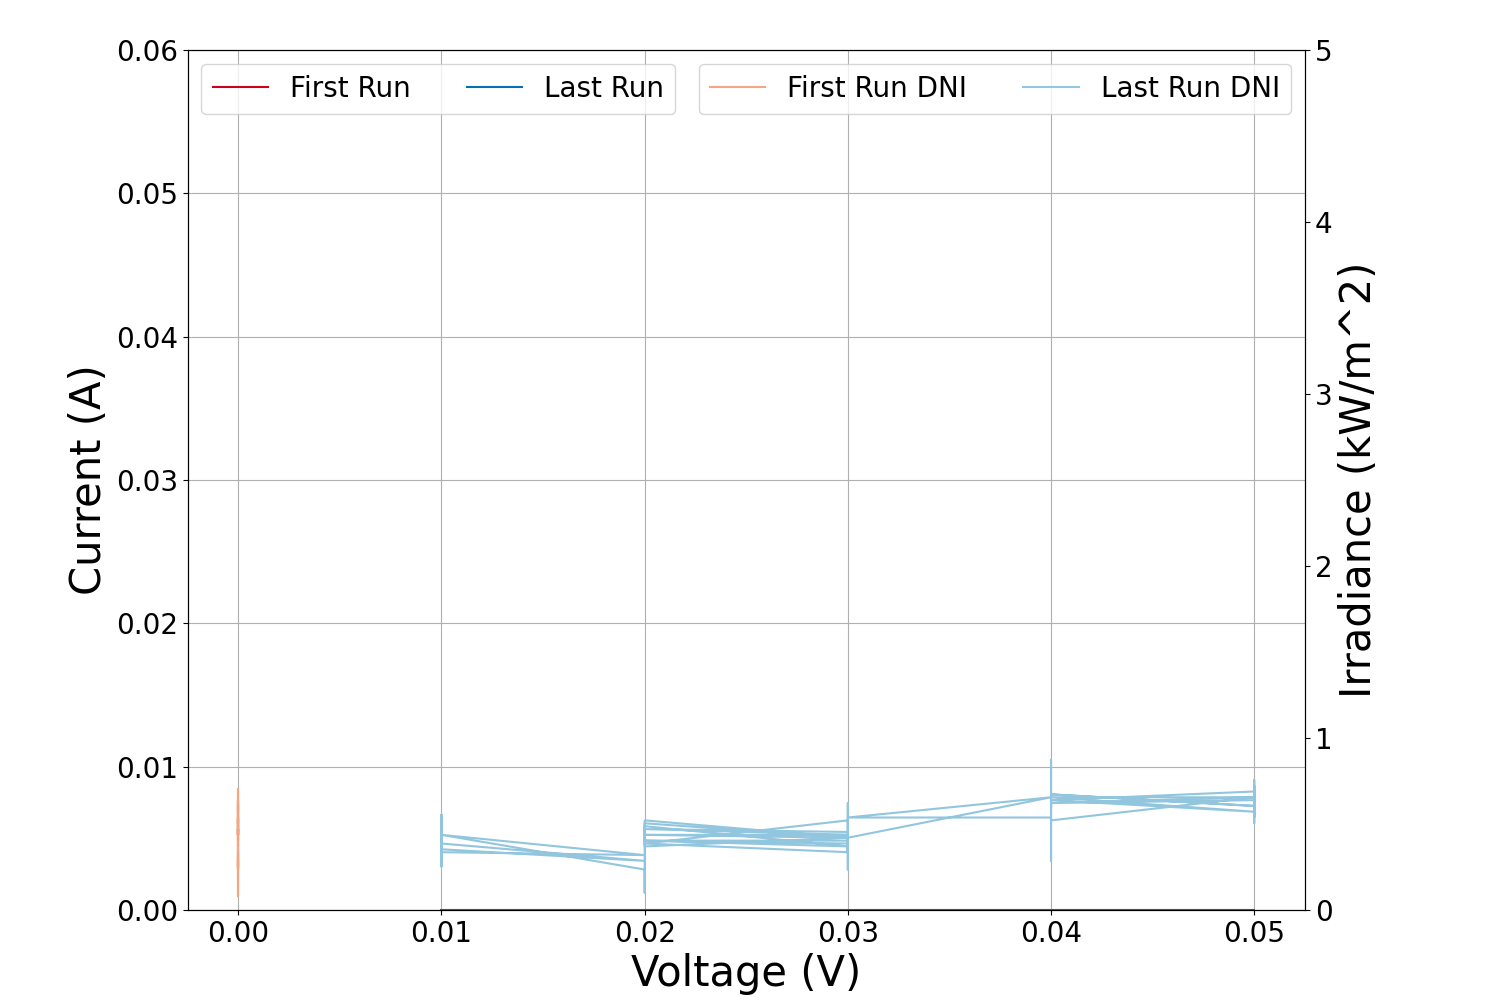 First Run
Last Run
First Run DNI
Last Run DNI
0.06
0.05
0.04
0.03
0.02
0.01
0.00
Current (A)
0.00
0.01
0.02
0.03
0.04
0.05
Voltage (V)
5
4
3
2
1
0
Irradiance (kW/m^2)